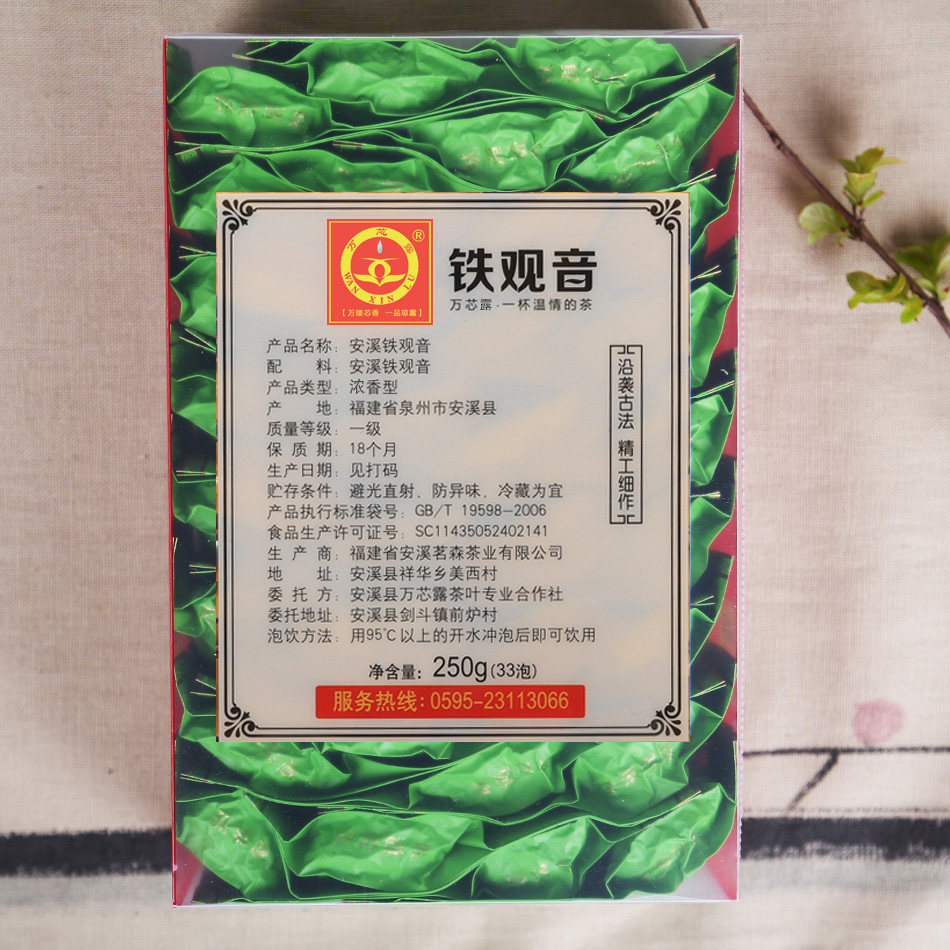 万芯露
®
WAN XIN LU
【万缕芯香 一品琼露】
铁观音
万芯露·一杯温情的茶
产品名称：安溪铁观音
配 料：安溪铁观音
产品类型：浓香型
产 地：福建省泉州市安溪县
质量等级：一级
保 质 期：18个月
生产日期：见打码
贮存条件：避光直射、防异味，冷藏为宜
产品执行标准袋号：GB/T 19598-2006
食品生产许可证号：SC11435052402141
生 产 商：福建省安溪茗森茶业有限公司
地 址：安溪县祥华乡美西村
委 托 方：安溪县万芯露茶叶专业合作社
委托地址：安溪县剑斗镇前炉村
泡饮方法：用95℃以上的开水冲泡后即可饮用
净含量：250g(33泡)
服务热线：0595-23113066
沿袭古法 精工细作